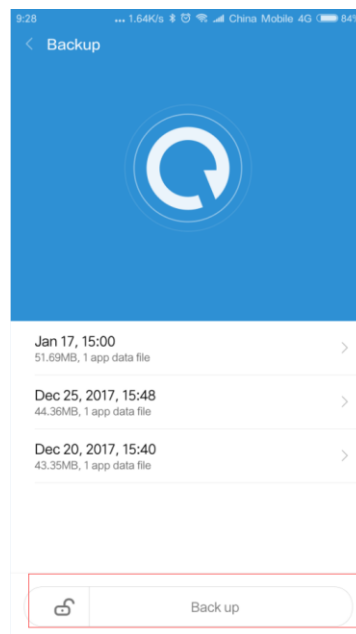 9:28 ... 1.64K/s China Mobile 4G 84%
Backup
Jan 17, 15:00
51.69MB, 1 app data file
Dec 25, 2017, 15:48
44.36MB, 1 app data file
Dec 20, 2017, 15:40
43.35MB, 1 app data file
Back up